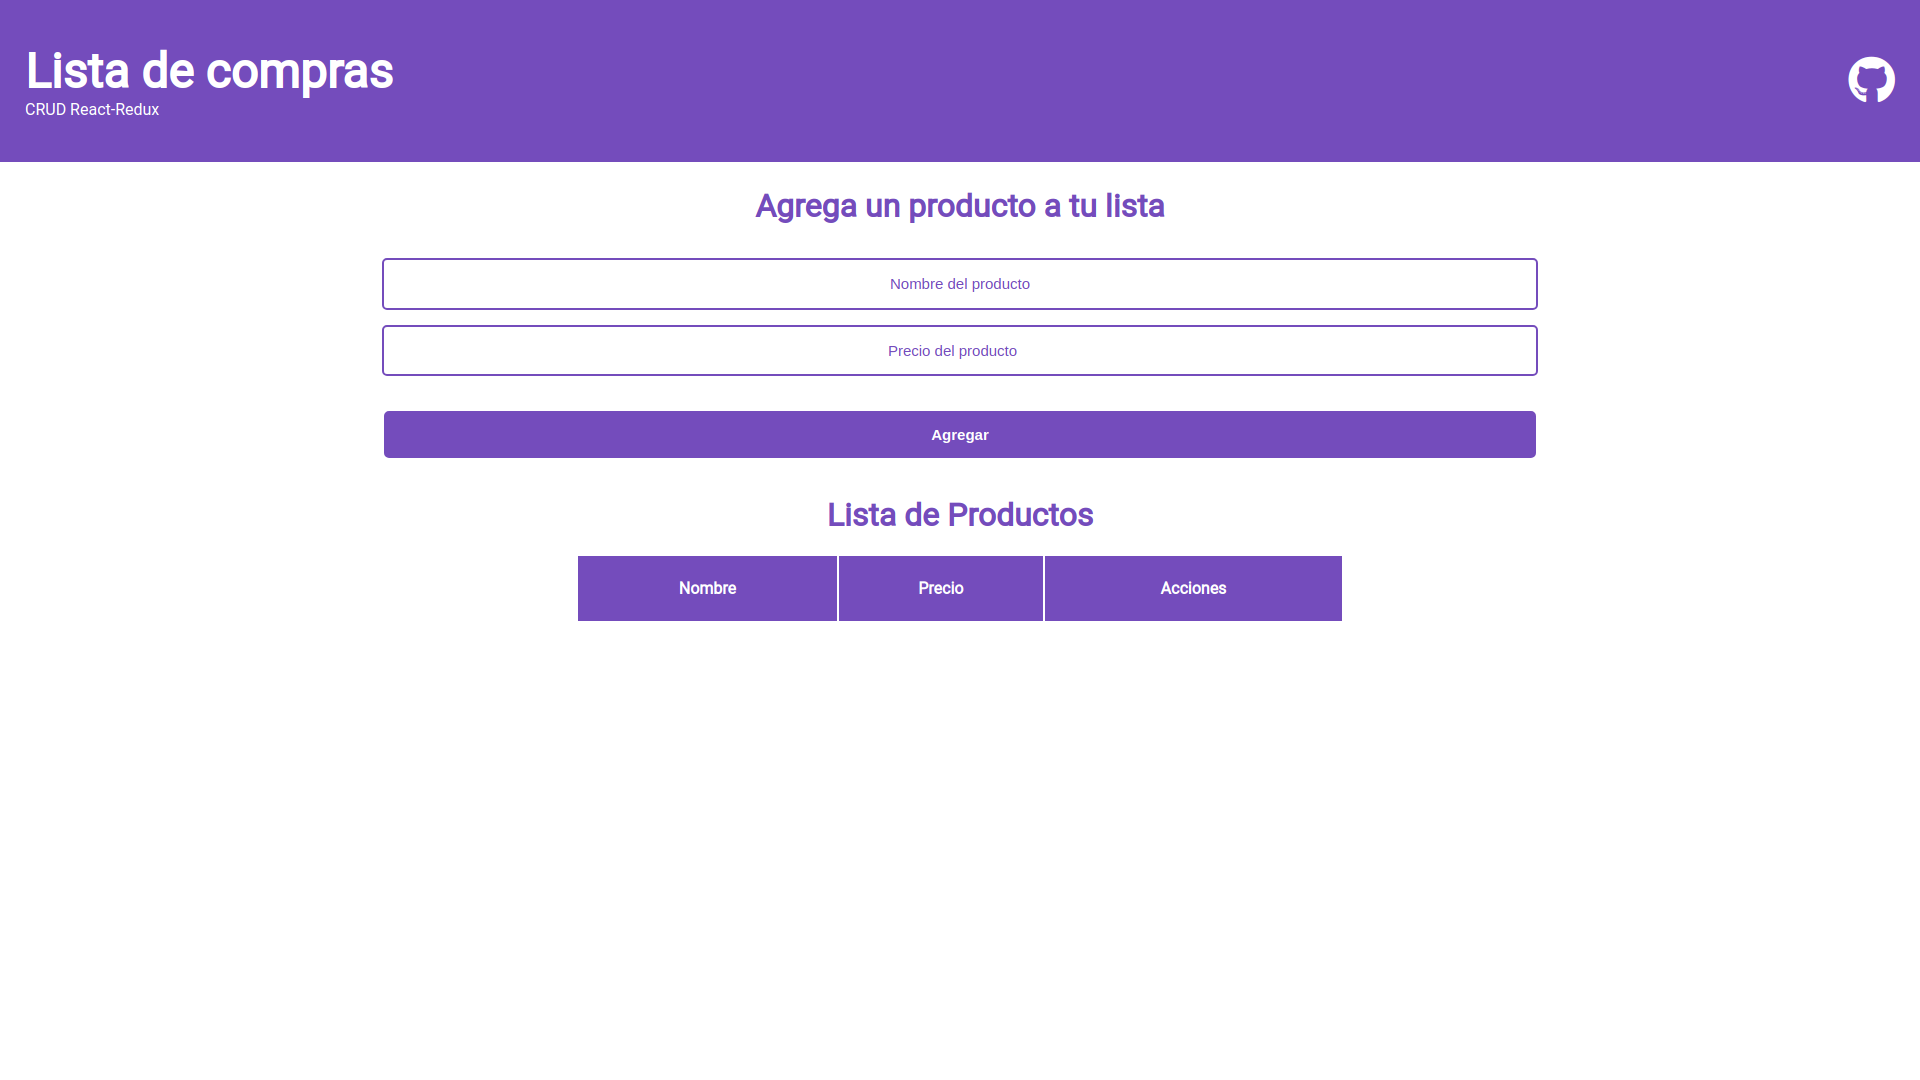 Lista de compras
CRUD React-Redux
Agrega un producto a tu lista
Nombre del producto
Precio del producto
Agregar
Lista de Productos
Nombre Precio Acciones